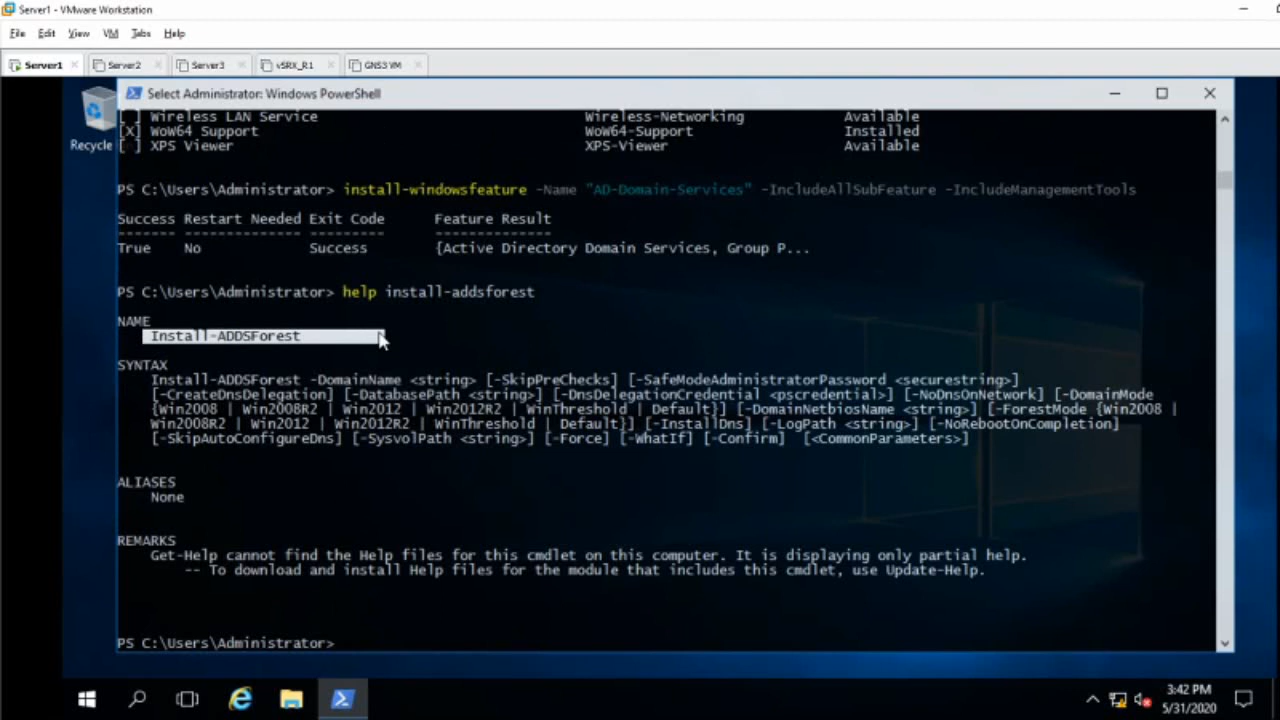 Server1 - VMware Workstation
File Edit View VM Tabs Help
Server1 Server2 Server3 vSRX_R1 GNS3 VM
Select Administrator: Windows PowerShell
Recycle
[ ] Wireless LAN Service Wireless-Networking Available
[X] WoW64 Support WoW64-Support Installed
[ ] XPS Viewer XPS-Viewer Available
PS C:\Users\Administrator> install-windowsfeature -Name "AD-Domain-Services" -IncludeAllSubFeature -IncludeManagementTools
Success Restart Needed Exit Code Feature Result
------- -------------- --------- --------------
True No Success {Active Directory Domain Services, Group P...
PS C:\Users\Administrator> help install-addsforest
NAME
Install-ADDSForest
SYNTAX
Install-ADDSForest -DomainName <string> [-SkipPreChecks] [-SafeModeAdministratorPassword <securestring>]
[-CreateDnsDelegation] [-DatabasePath <string>] [-DnsDelegationCredential <pscredential>] [-NoDnsOnNetwork] [-DomainMode
{Win2008 | Win2008R2 | Win2012 | Win2012R2 | WinThreshold | Default}] [-DomainNetbiosName <string>] [-ForestMode {Win2008 |
Win2008R2 | Win2012 | Win2012R2 | WinThreshold | Default}] [-InstallDns] [-LogPath <string>] [-NoRebootOnCompletion]
[-SkipAutoConfigureDns] [-SysvolPath <string>] [-Force] [-WhatIf] [-Confirm] [<CommonParameters>]
ALIASES
None
REMARKS
Get-Help cannot find the Help files for this cmdlet on this computer. It is displaying only partial help.
-- To download and install Help files for the module that includes this cmdlet, use Update-Help.
PS C:\Users\Administrator>
3:42 PM
5/31/2020